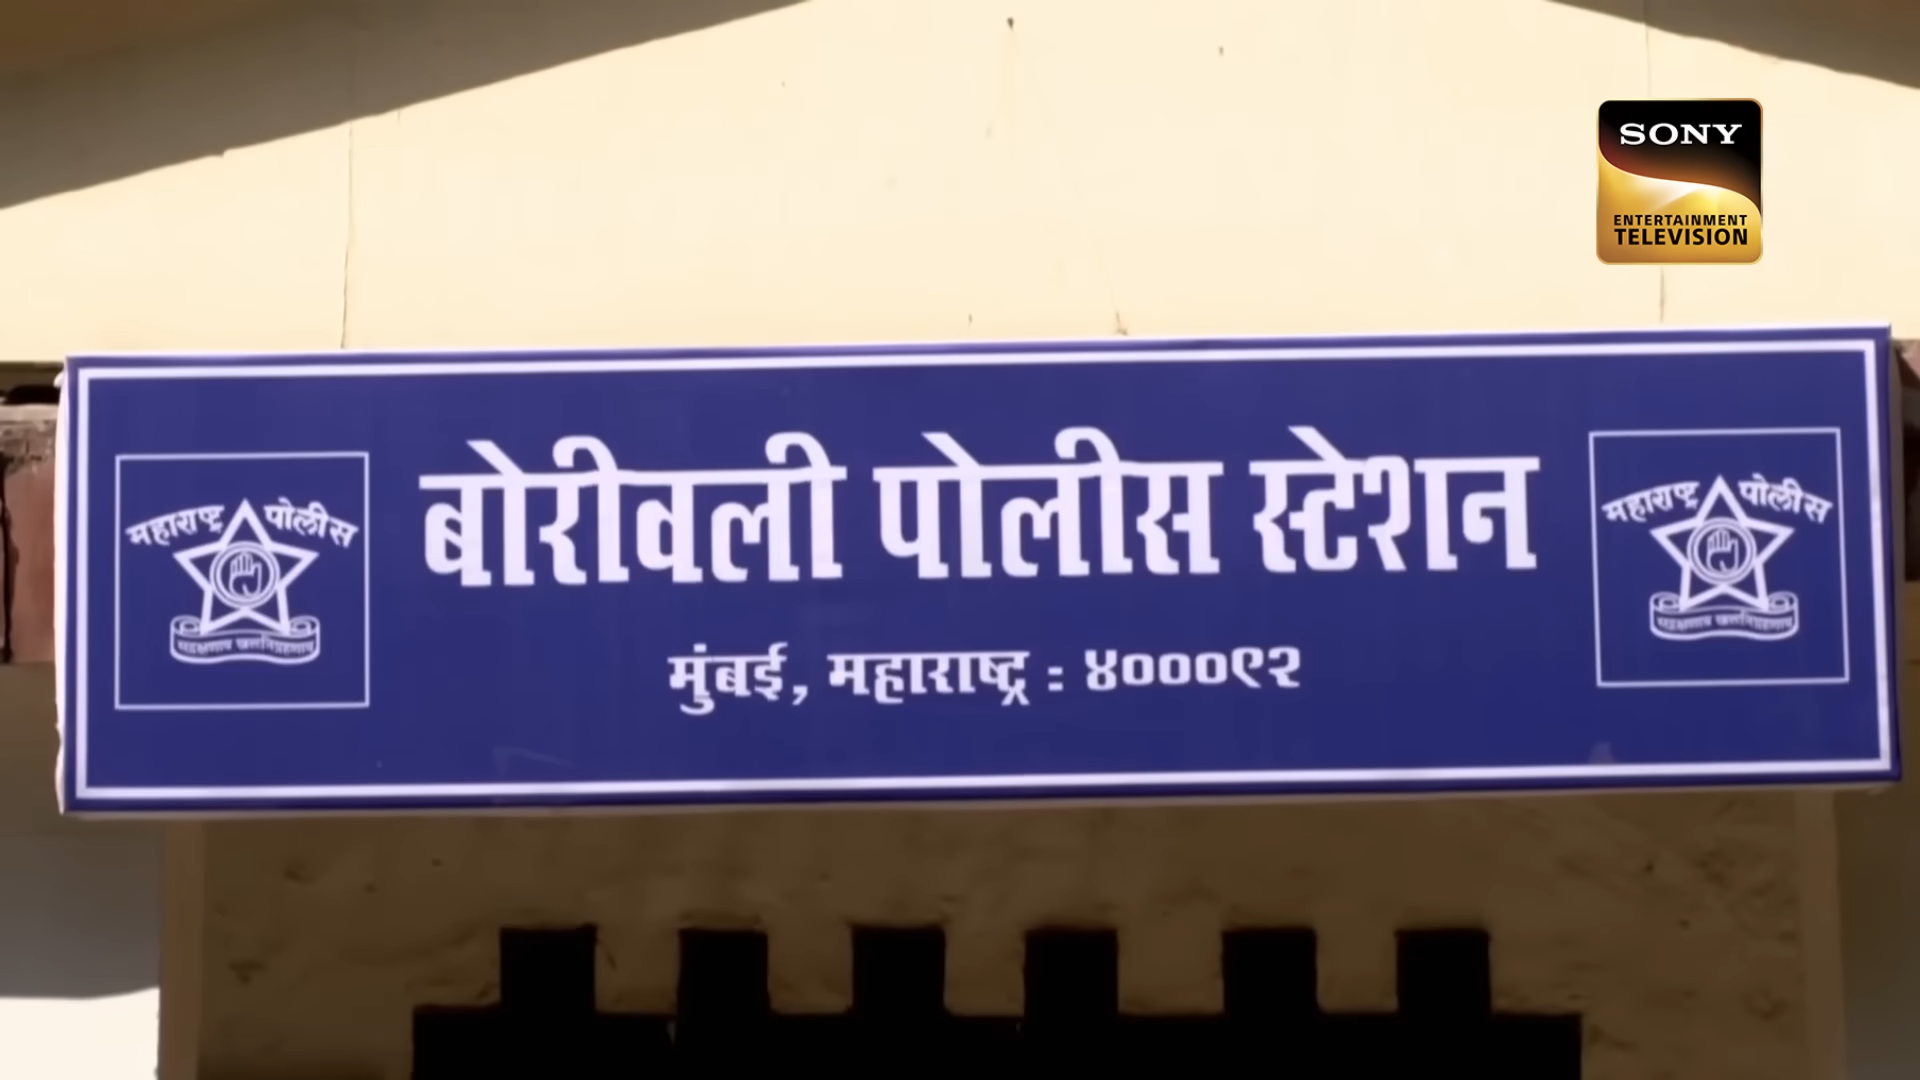 SONY
ENTERTAINMENT
TELEVISION
बोरीवली पोलीस स्टेशन
महाराष्ट्र पोलीस
महाराष्ट्र पोलीस
मुंबई, महाराष्ट्र : ४०००९२